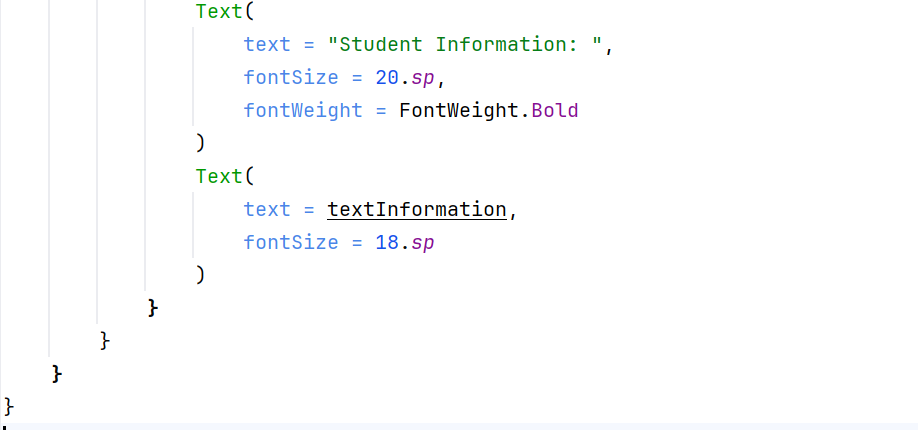 Text(
text = "Student Information: ",
fontSize = 20.sp,
fontWeight = FontWeight.Bold
)
Text(
text = textInformation,
fontSize = 18.sp
)
}
}
}
}